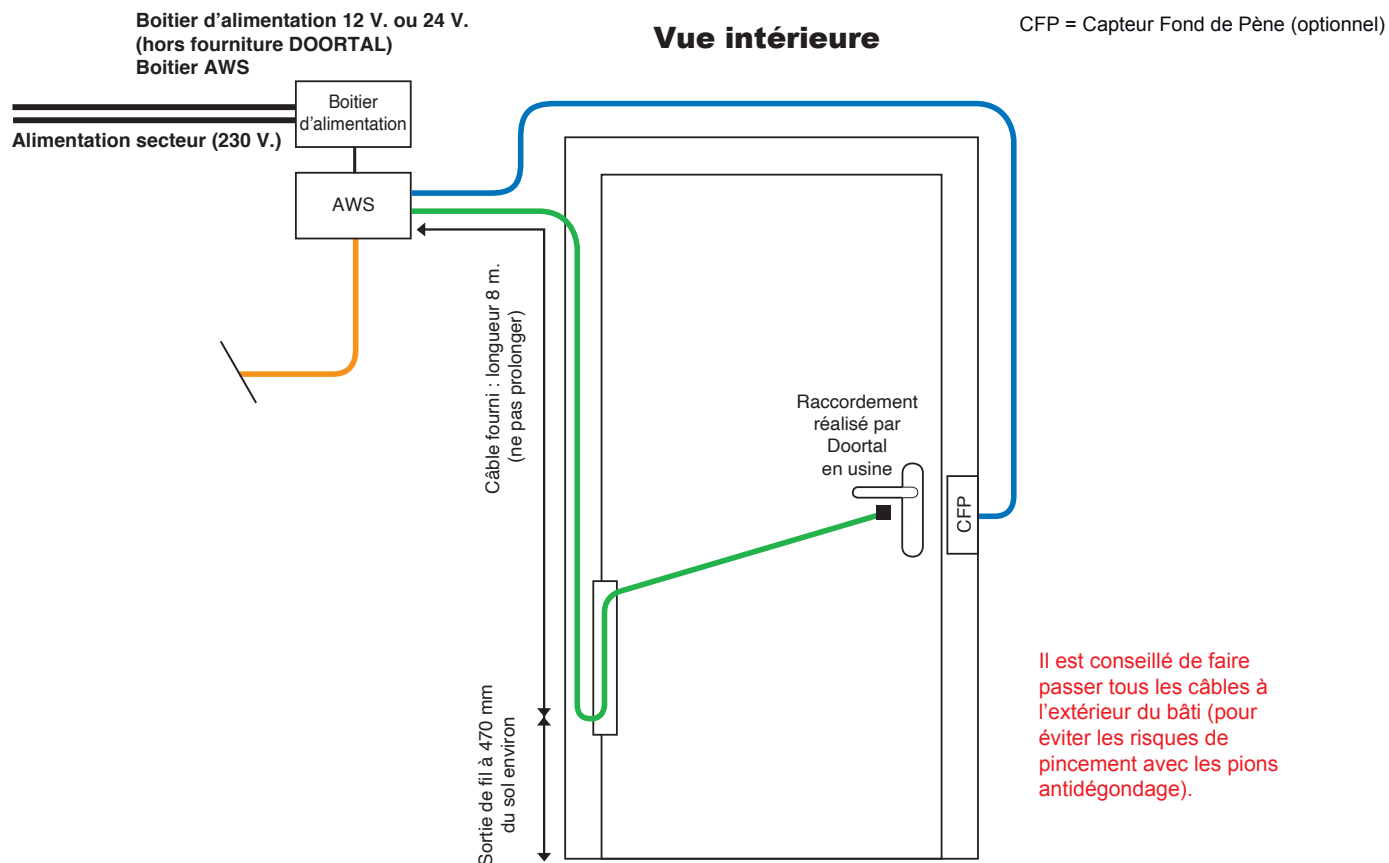 Boitier d'alimentation 12 V. ou 24 V.
(hors fourniture DOORTAL)
Boitier AWS
Vue intérieure
CFP = Capteur Fond de Pène (optionnel)
Boitier
d'alimentation
Alimentation secteur (230 V.)
AWS
Câble fourni : longueur 8 m.
(ne pas prolonger)
Raccordement
réalisé par
Doortal
en usine
CFP
Sortie de fil à 470 mm
du sol environ
Il est conseillé de faire
passer tous les câbles à
l'extérieur du bâti (pour
éviter les risques de
pincement avec les pions
antidégondage).